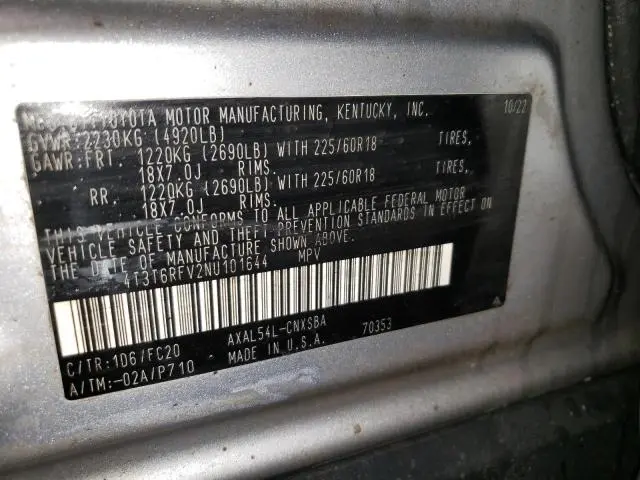 TOYOTA MOTOR MANUFACTURING, KENTUCKY, INC. 10/22
GVWR: 2230KG (4920LB)
GAWR: FRT. 1220KG (2690LB) WITH 225/60R18 TIRES,
18X7.0J RIMS.
RR. 1220KG (2690LB) WITH 225/60R18 TIRES,
18X7.0J RIMS.
THIS VEHICLE CONFORMS TO ALL APPLICABLE FEDERAL MOTOR
VEHICLE SAFETY AND THEFT PREVENTION STANDARDS IN EFFECT ON
THE DATE OF MANUFACTURE SHOWN ABOVE.
4T3T6RFV2NU101644 MPV
AXAL54L-CNXSBA 70353
C/TR:1D6/FC20 MADE IN U.S.A.
A/TM:-02A/P710